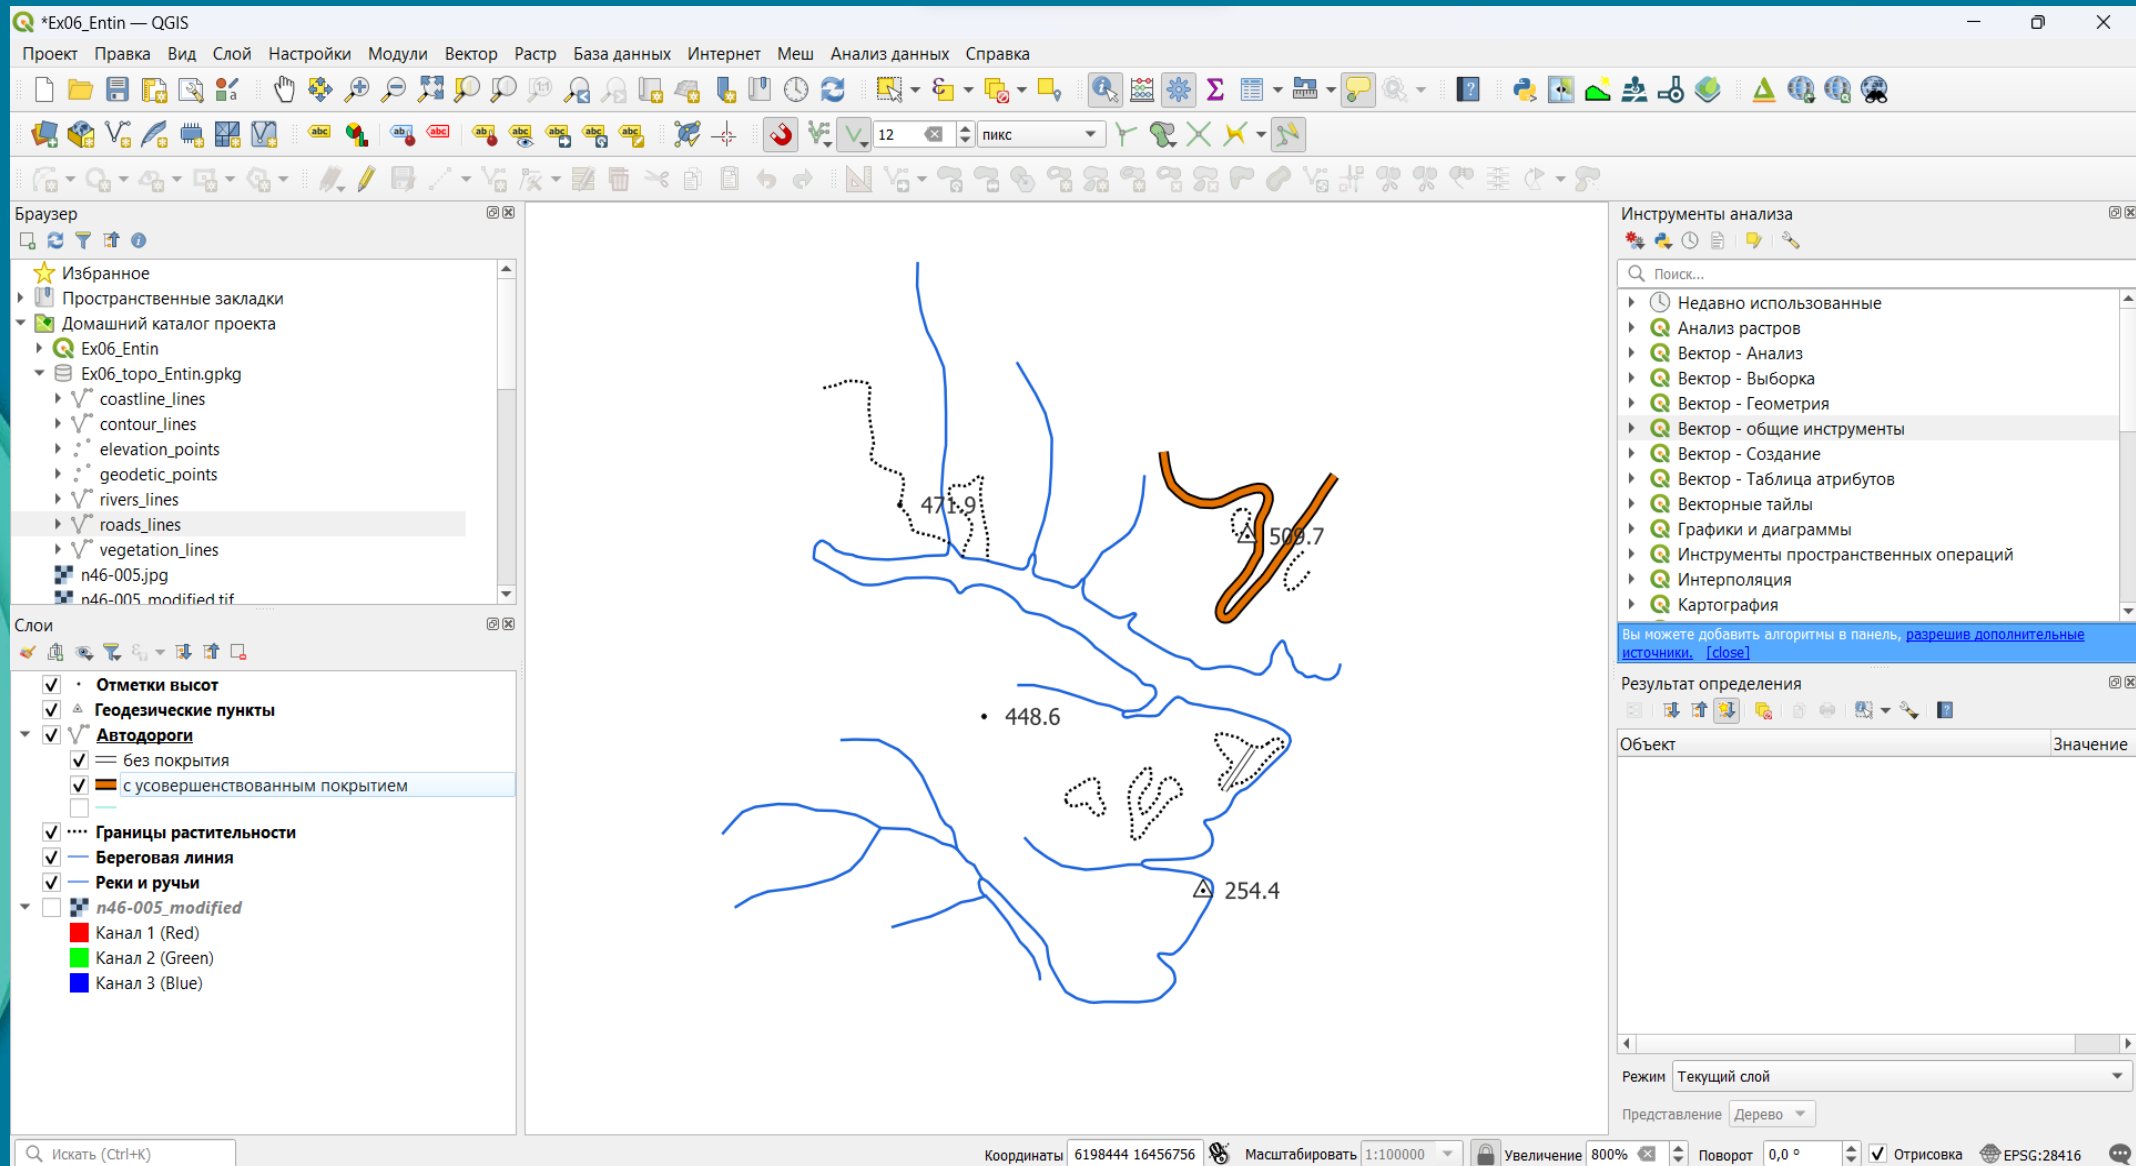 *Ex06_Entin — QGIS
Проект Правка Вид Слой Настройки Модули Вектор Растр База данных Интернет Меш Анализ данных Справка
12 пикс
Браузер
Избранное
Пространственные закладки
Домашний каталог проекта
Ex06_Entin
Ex06_topo_Entin.gpkg
coastline_lines
contour_lines
elevation_points
geodetic_points
rivers_lines
roads_lines
vegetation_lines
n46-005.jpg
n46-005_modified.tif
Слои
Отметки высот
Геодезические пункты
Автодороги
без покрытия
с усовершенствованным покрытием
Границы растительности
Береговая линия
Реки и ручьи
n46-005_modified
Канал 1 (Red)
Канал 2 (Green)
Канал 3 (Blue)
471.9
509.7
448.6
254.4
Инструменты анализа
Поиск...
Недавно использованные
Анализ растров
Вектор - Анализ
Вектор - Выборка
Вектор - Геометрия
Вектор - общие инструменты
Вектор - Создание
Вектор - Таблица атрибутов
Векторные тайлы
Графики и диаграммы
Инструменты пространственных операций
Интерполяция
Картография
Вы можете добавить алгоритмы в панель, разрешив дополнительные
источники. [close]
Результат определения
Объект Значение
Режим Текущий слой
Представление Дерево
Искать (Ctrl+K)
Координаты 6198444 16456756 Масштабировать 1:100000 Увеличение 800% Поворот 0,0 ° Отрисовка EPSG:28416